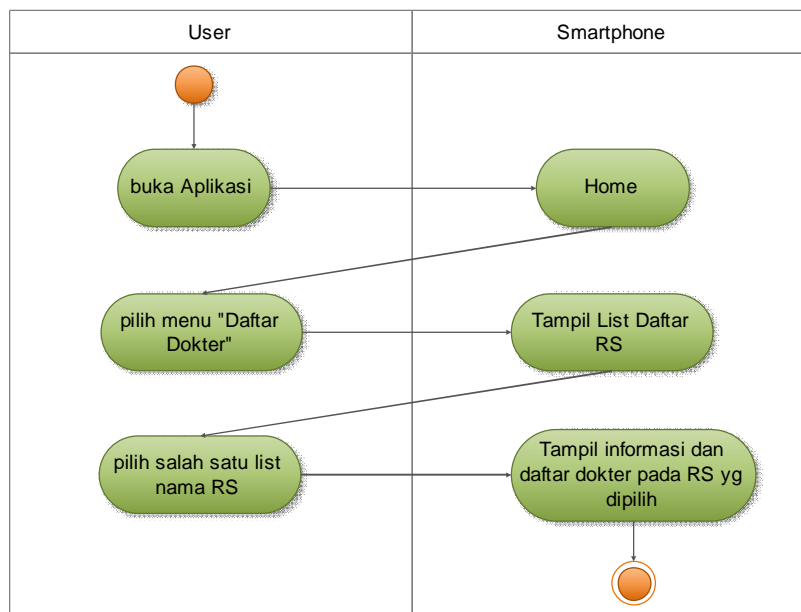 User
Smartphone
buka Aplikasi
Home
pilih menu "Daftar
Dokter"
Tampil List Daftar
RS
pilih salah satu list
nama RS
Tampil informasi dan
daftar dokter pada RS yg
dipilih